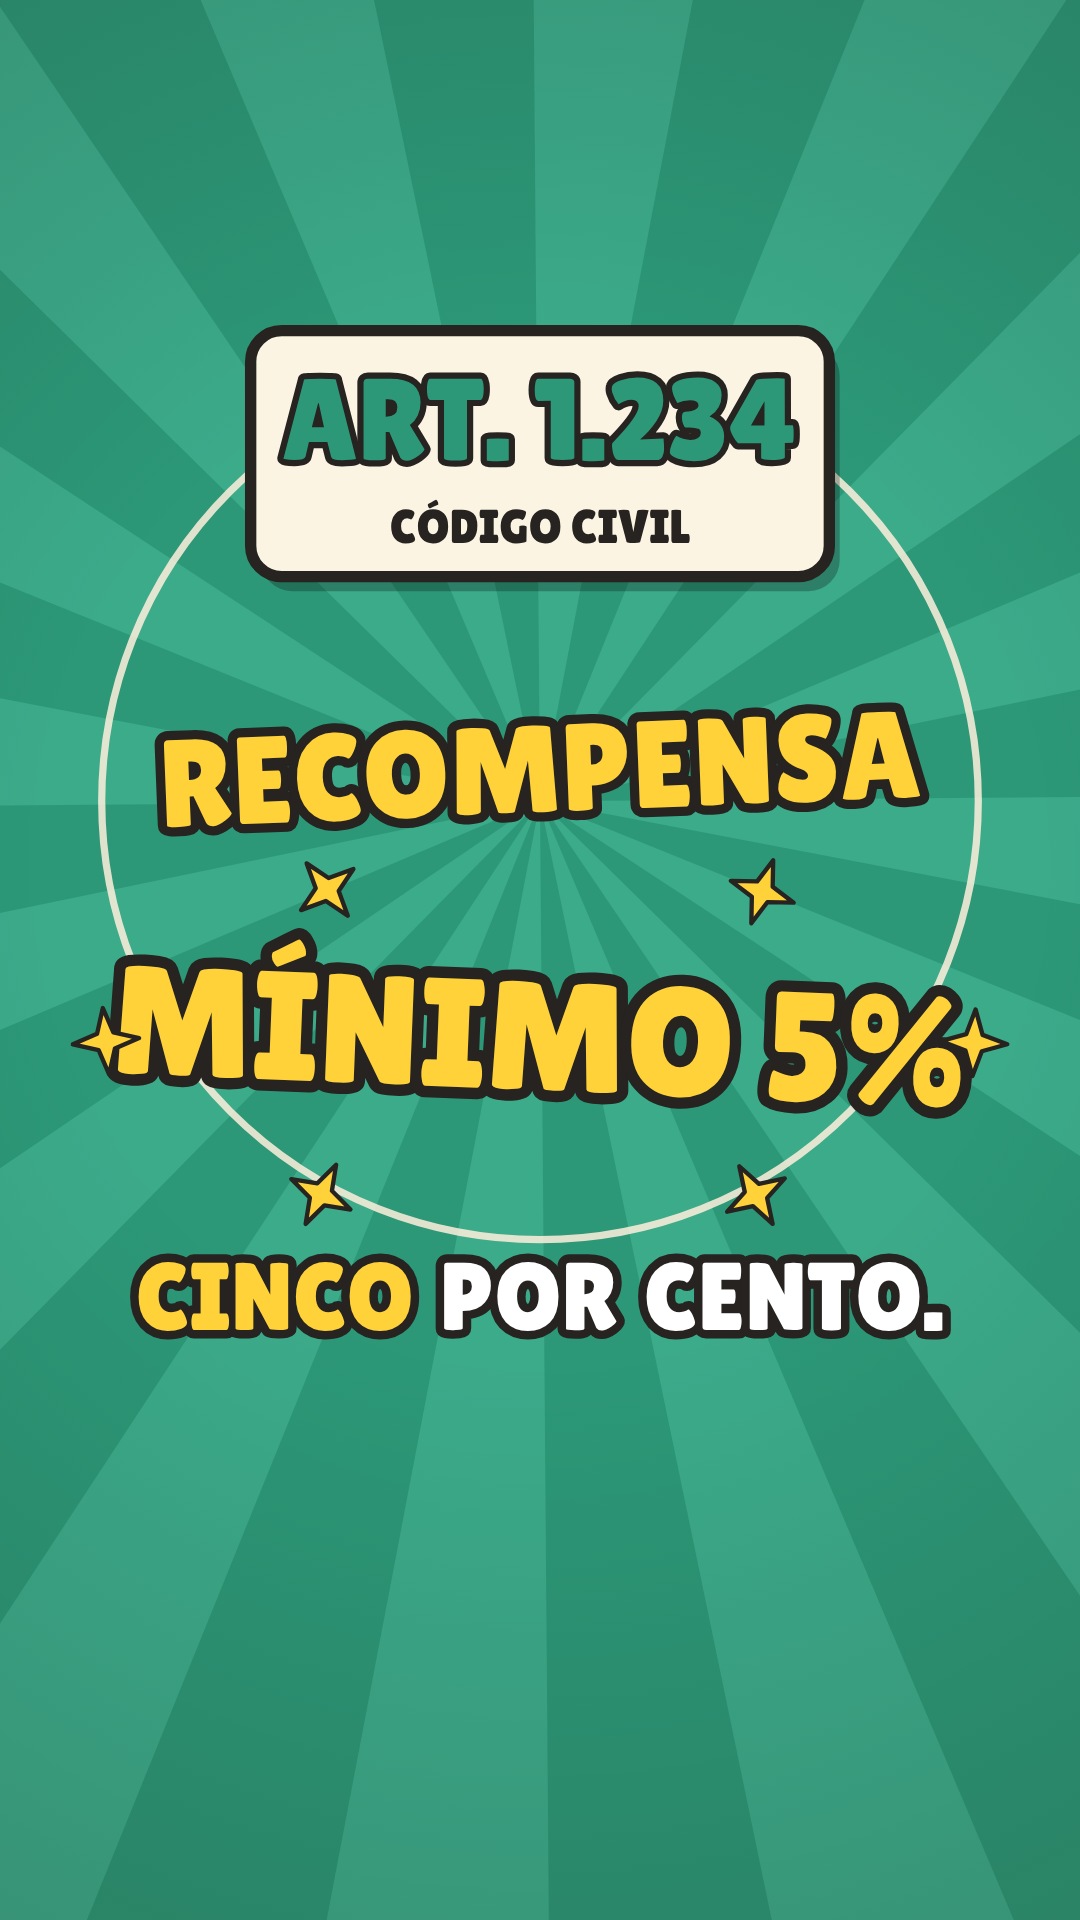 ART. 1.234
CÓDIGO CIVIL
RECOMPENSA
MÍNIMO 5%
CINCO POR CENTO.